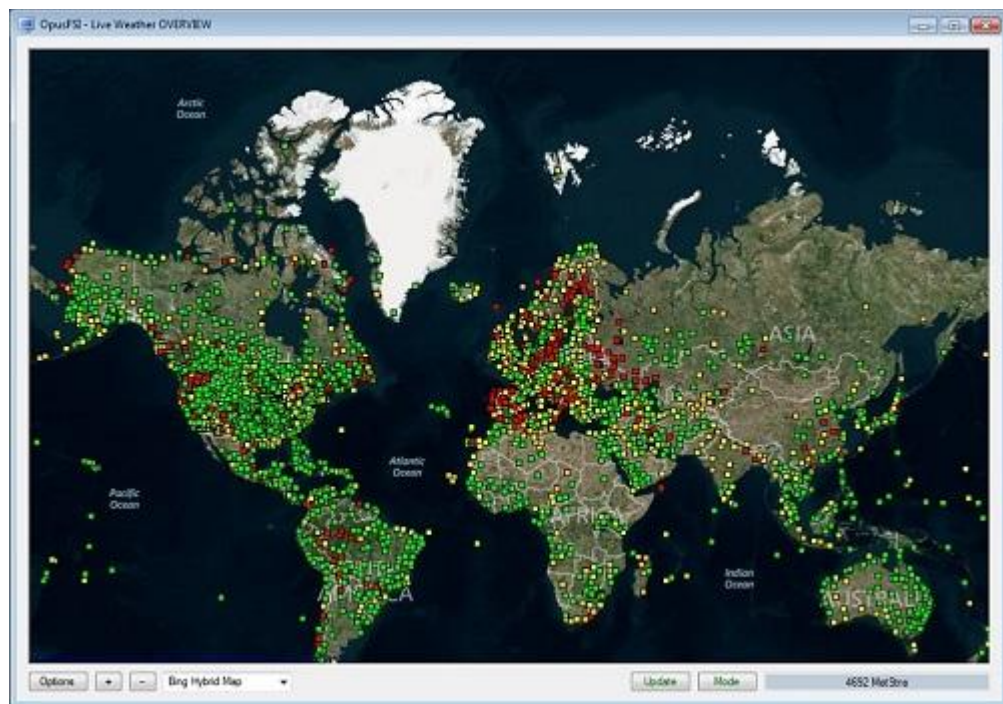 OpusFSI - Live Weather OVERVIEW
Arctic
Ocean
ASIA
Atlantic
Ocean
Pacific
Ocean
AFRICA
Indian
Ocean
Options
+
-
Bing Hybrid Map
Update
Mode
4692 MetStns